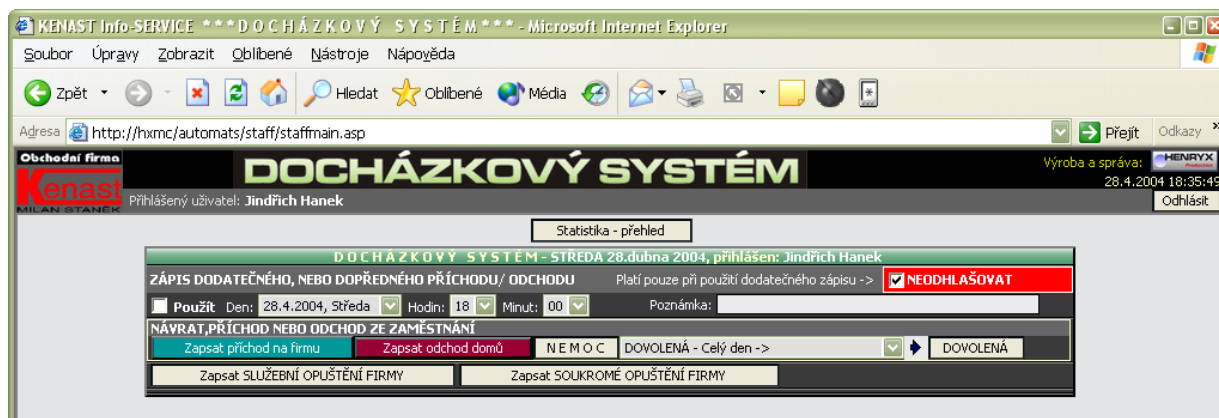 KENAST Info-SERVICE * * * D O C H Á Z K O V Ý S Y S T É M * * * - Microsoft Internet Explorer
Soubor Úpravy Zobrazit Oblíbené Nástroje Nápověda
Zpět Hledat Oblíbené Média
Adresa http://hxmc/automats/staff/staffmain.asp Přejít Odkazy »
Obchodní firma
Kenast
MILAN STANĚK
DOCHÁZKOVÝ SYSTÉM
Výroba a správa: HENRYX Production
28.4.2004 18:35:49
Přihlášený uživatel: Jindřich Hanek Odhlásit
Statistika - přehled
D O C H Á Z K O V Ý S Y S T É M - STŘEDA 28.dubna 2004, přihlášen: Jindřich Hanek
ZÁPIS DODATEČNÉHO, NEBO DOPŘEDNÉHO PŘÍCHODU/ ODCHODU Platí pouze při použití dodatečného zápisu -> NEODHLAŠOVAT
Použít Den: 28.4.2004, Středa Hodin: 18 Minut: 00 Poznámka:
NÁVRAT,PŘÍCHOD NEBO ODCHOD ZE ZAMĚSTNÁNÍ
Zapsat příchod na firmu Zapsat odchod domů N E M O C DOVOLENÁ - Celý den -> DOVOLENÁ
Zapsat SLUŽEBNÍ OPUŠTĚNÍ FIRMY Zapsat SOUKROMÉ OPUŠTĚNÍ FIRMY